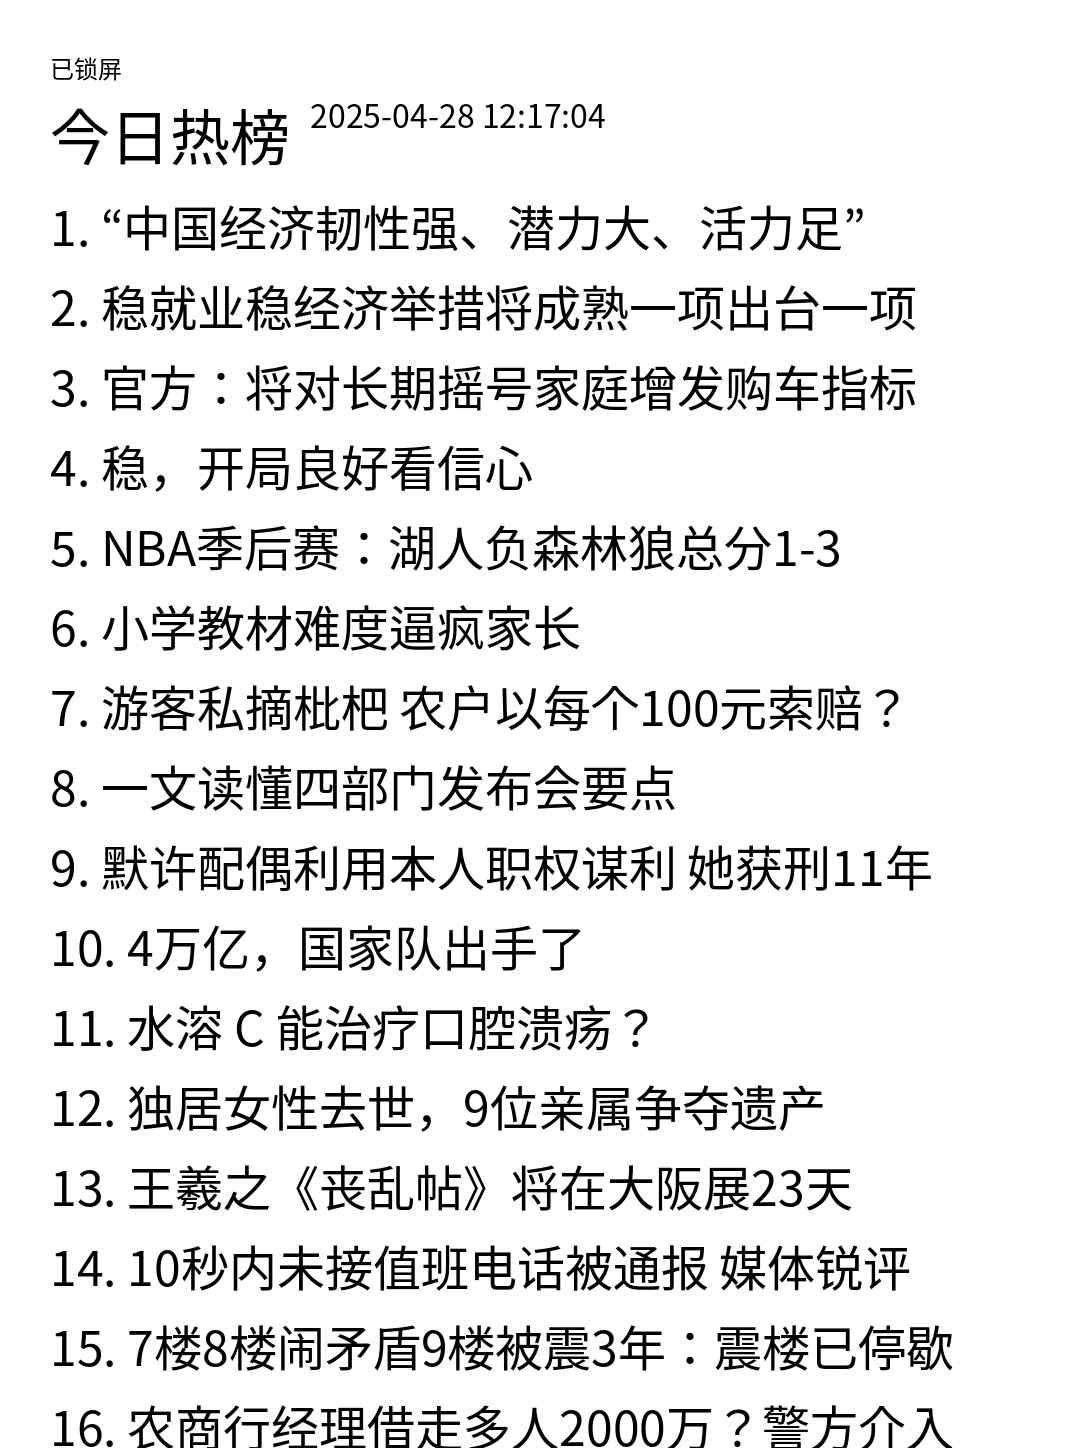 已锁屏
今日热榜 2025-04-28 12:17:04
1. “中国经济韧性强、潜力大、活力足”
2. 稳就业稳经济举措将成熟一项出台一项
3. 官方：将对长期摇号家庭增发购车指标
4. 稳，开局良好看信心
5. NBA季后赛：湖人负森林狼总分1-3
6. 小学教材难度逼疯家长
7. 游客私摘枇杷 农户以每个100元索赔？
8. 一文读懂四部门发布会要点
9. 默许配偶利用本人职权谋利 她获刑11年
10. 4万亿，国家队出手了
11. 水溶 C 能治疗口腔溃疡？
12. 独居女性去世，9位亲属争夺遗产
13. 王羲之《丧乱帖》将在大阪展23天
14. 10秒内未接值班电话被通报 媒体锐评
15. 7楼8楼闹矛盾9楼被震3年：震楼已停歇
16. 农商行经理借走多人2000万？警方介入